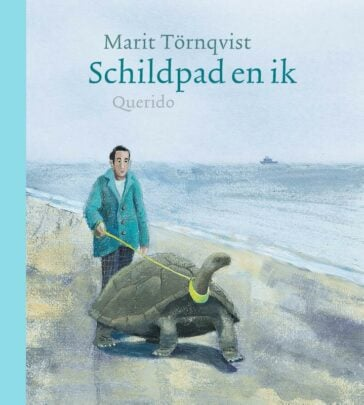 Marit Törnqvist
Schildpad en ik
Querido